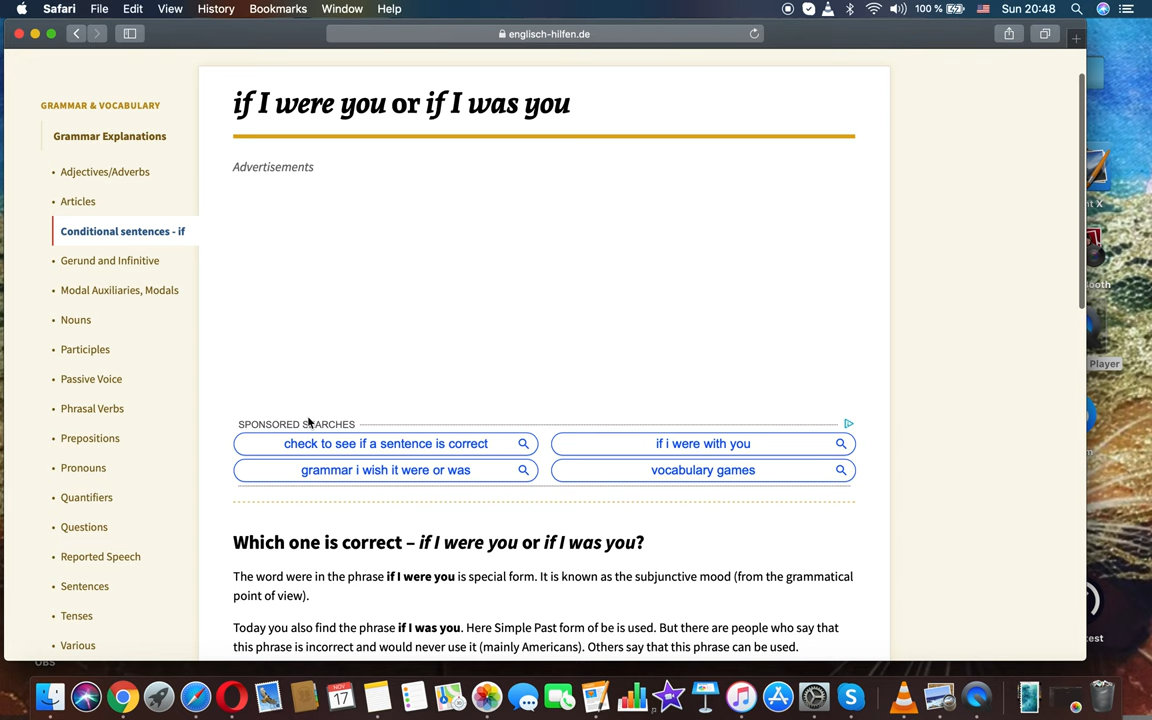 Safari File Edit View History Bookmarks Window Help 100 % Sun 20:48
englisch-hilfen.de
GRAMMAR & VOCABULARY
Grammar Explanations
• Adjectives/Adverbs
• Articles
Conditional sentences - if
• Gerund and Infinitive
• Modal Auxiliaries, Modals
• Nouns
• Participles
• Passive Voice
• Phrasal Verbs
• Prepositions
• Pronouns
• Quantifiers
• Questions
• Reported Speech
• Sentences
• Tenses
• Various
if I were you or if I was you
Advertisements
SPONSORED SEARCHES
check to see if a sentence is correct
if i were with you
grammar i wish it were or was
vocabulary games
Which one is correct – if I were you or if I was you?
The word were in the phrase if I were you is special form. It is known as the subjunctive mood (from the grammatical
point of view).
Today you also find the phrase if I was you. Here Simple Past form of be is used. But there are people who say that
this phrase is incorrect and would never use it (mainly Americans). Others say that this phrase can be used.
nt X
ooth
Player
m
test
OBS
NOV
17